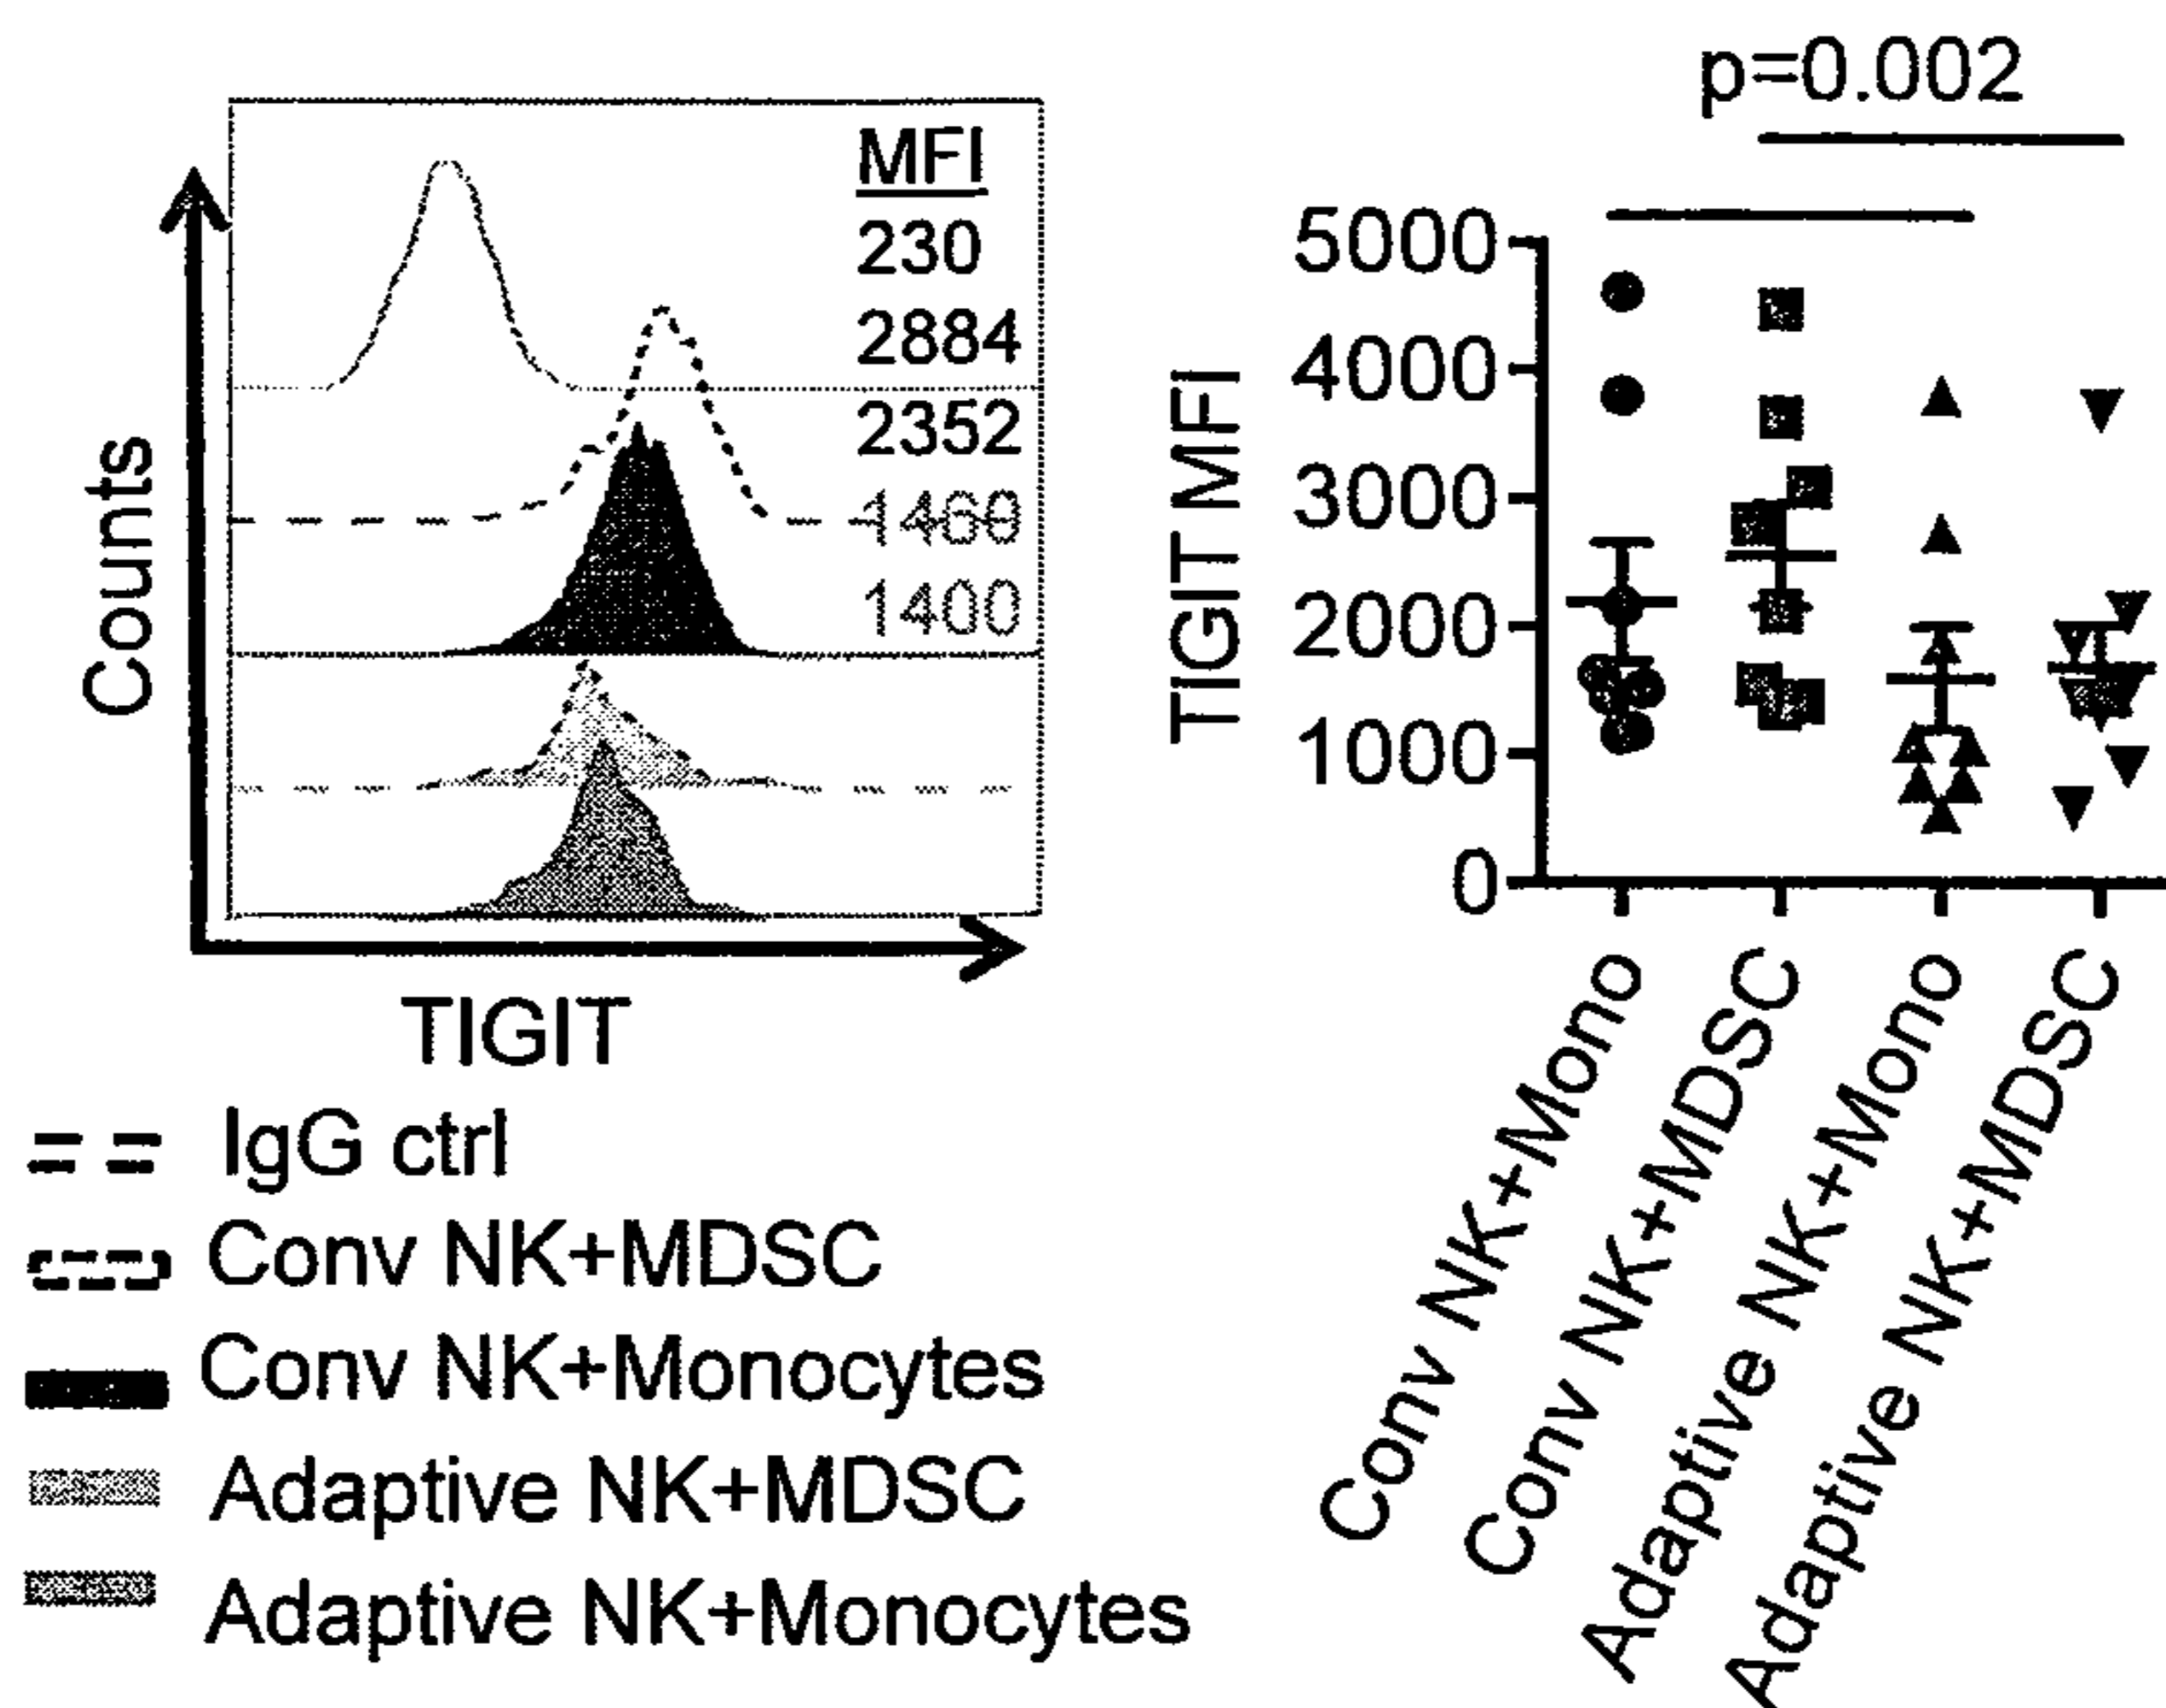 MFI
230
2884
2352
1460
1400
Counts
TIGIT
IgG ctrl
Conv NK+MDSC
Conv NK+Monocytes
Adaptive NK+MDSC
Adaptive NK+Monocytes
p=0.002
TIGIT MFI
5000
4000
3000
2000
1000
0
Conv NK+Mono
Conv NK+MDSC
Adaptive NK+Mono
Adaptive NK+MDSC